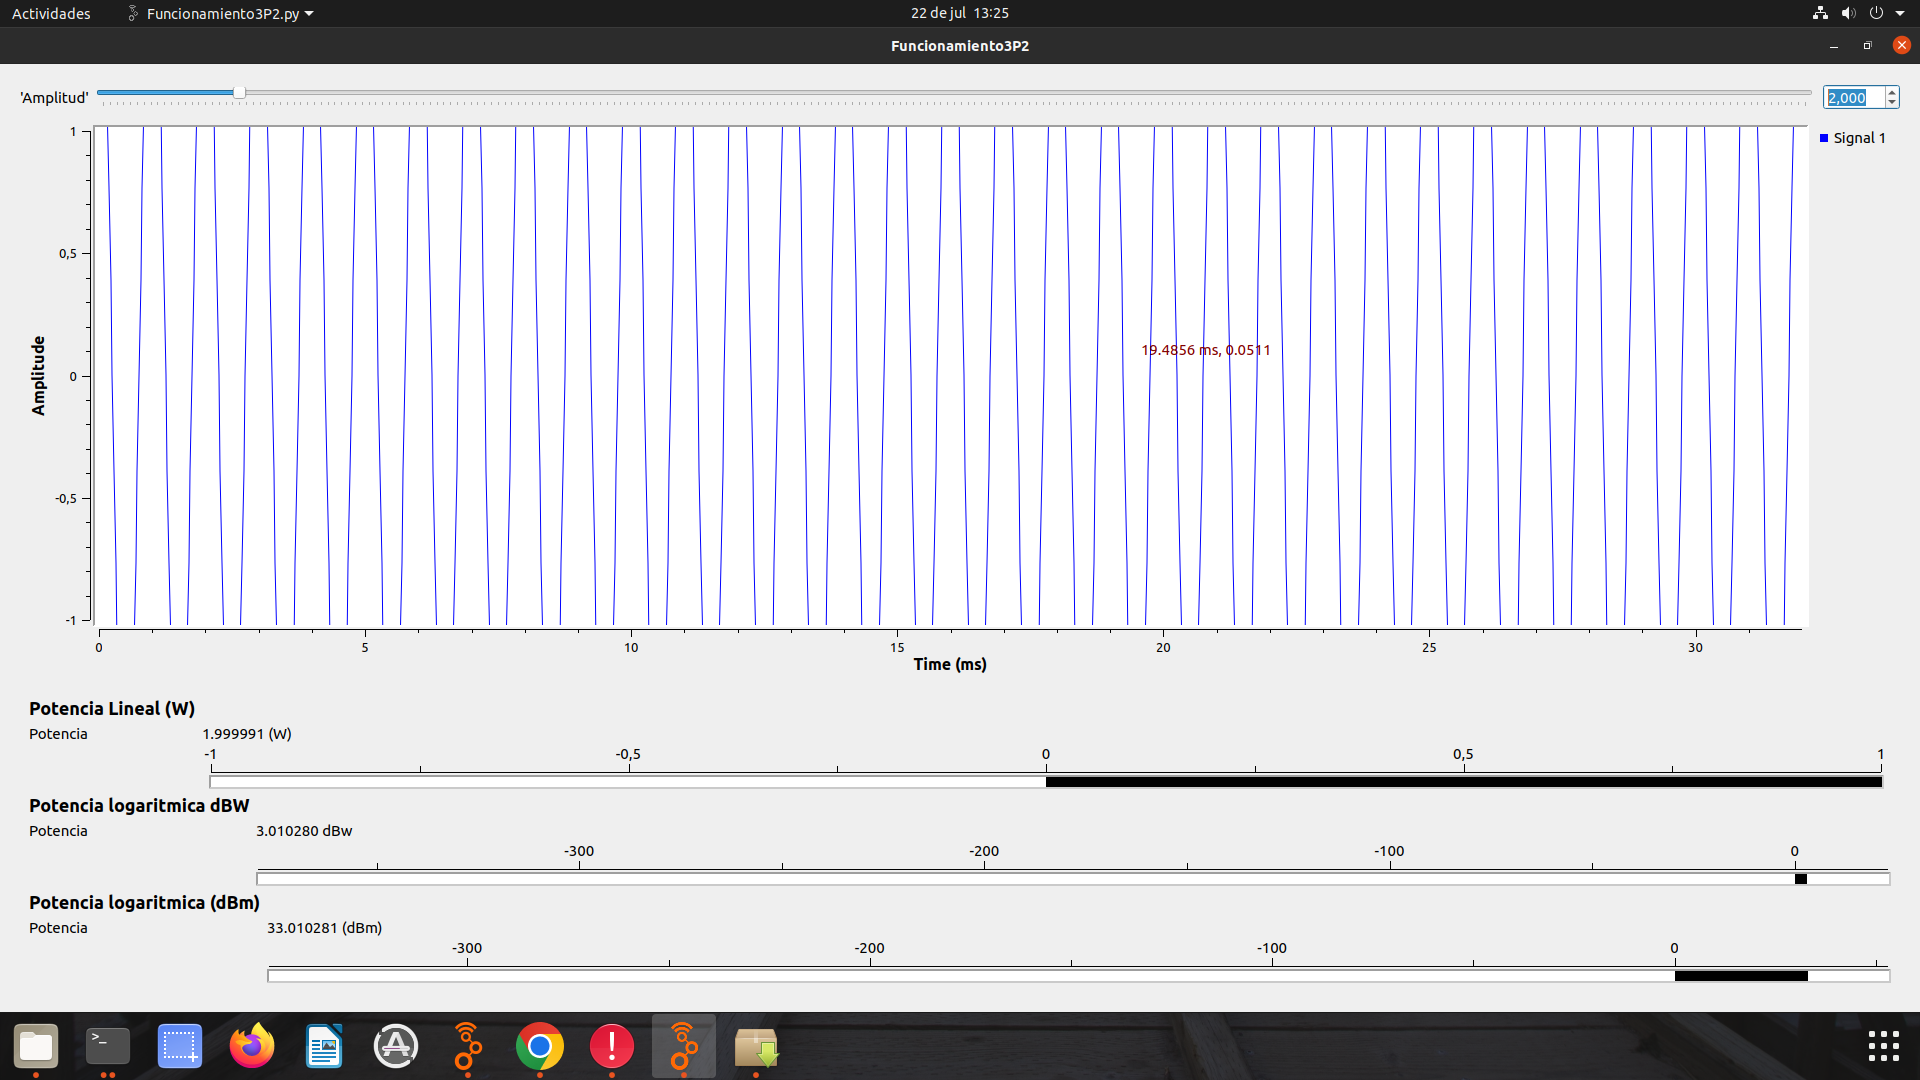 Actividades Funcionamiento3P2.py 22 de jul 13:25
Funcionamiento3P2
'Amplitud' 2,000
Signal 1
1
0,5
0
-0,5
-1
Amplitude
19.4856 ms, 0.0511
0 5 10 15 20 25 30
Time (ms)
Potencia Lineal (W)
Potencia 1.999991 (W)
-1 -0,5 0 0,5 1
Potencia logaritmica dBW
Potencia 3.010280 dBw
-300 -200 -100 0
Potencia logaritmica (dBm)
Potencia 33.010281 (dBm)
-300 -200 -100 0
>_